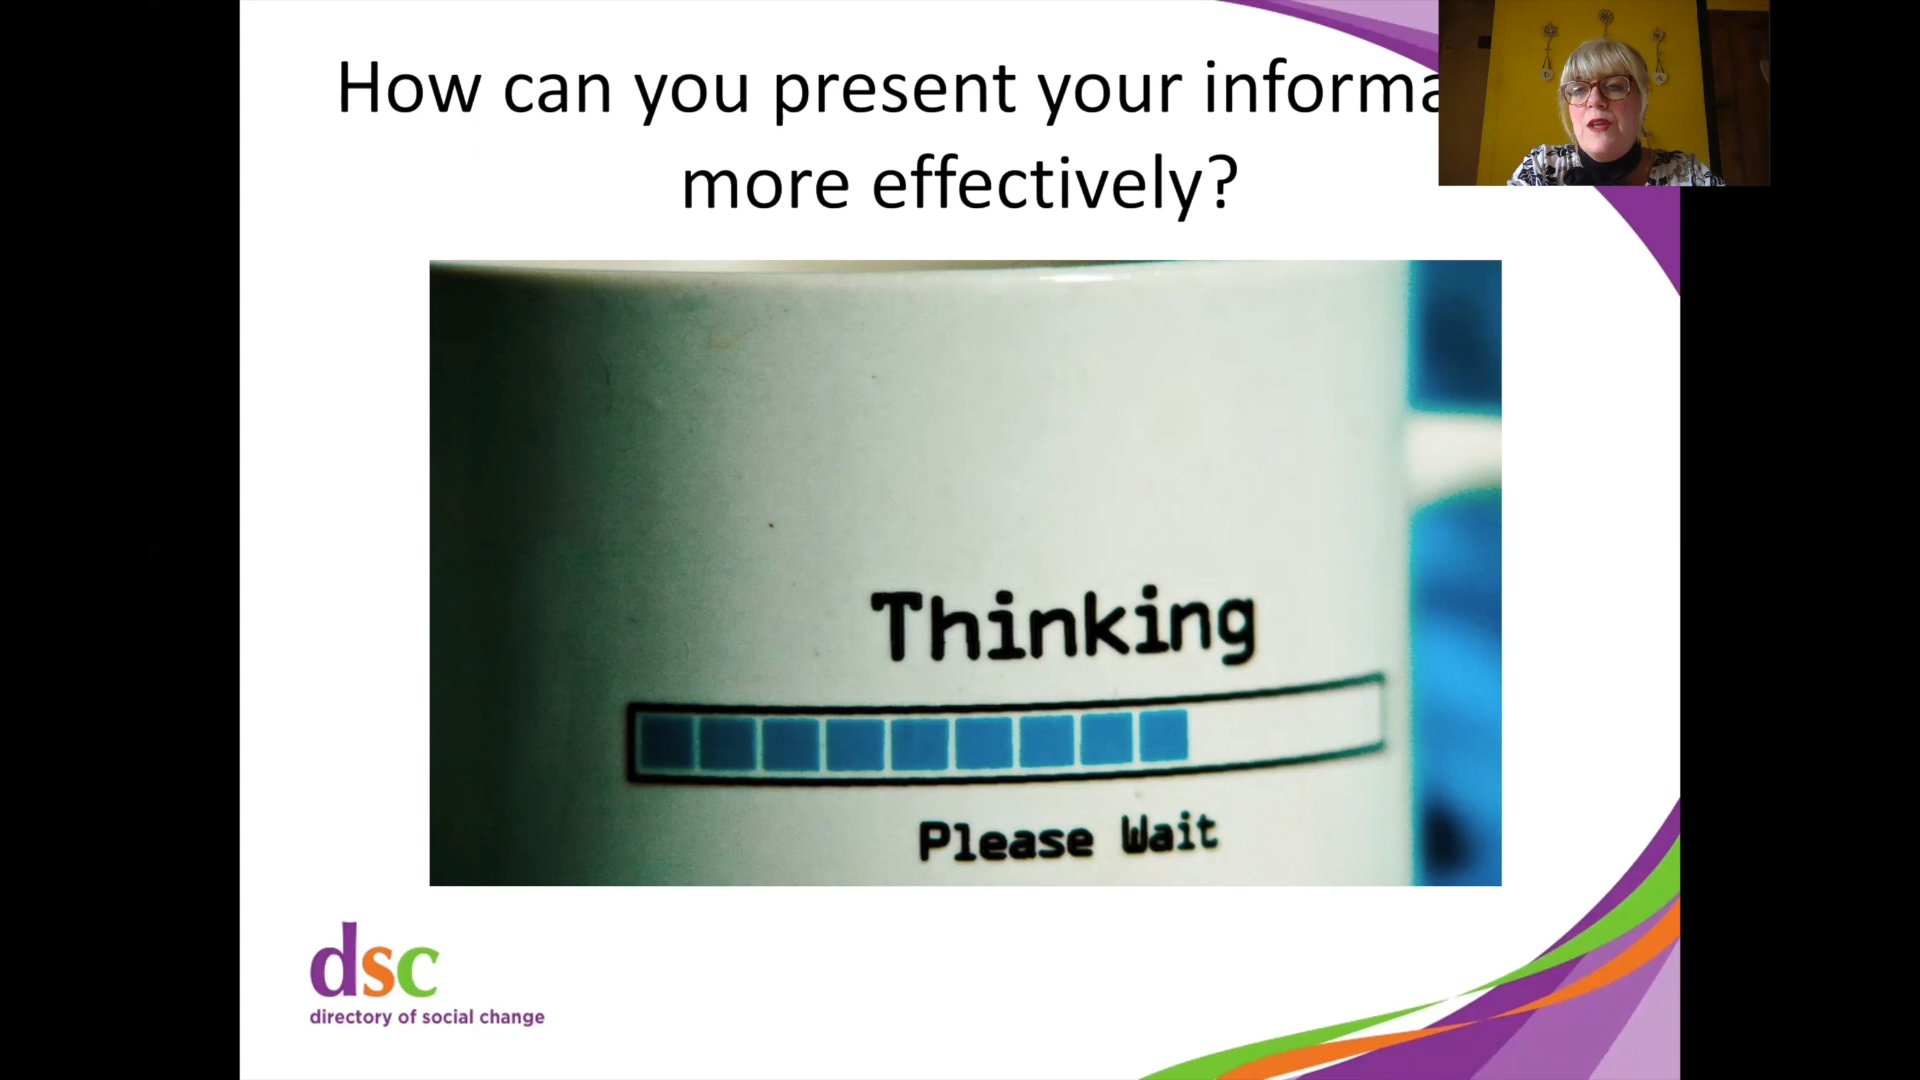 How can you present your informa
more effectively?
Thinking
Please Wait
dsc
directory of social change